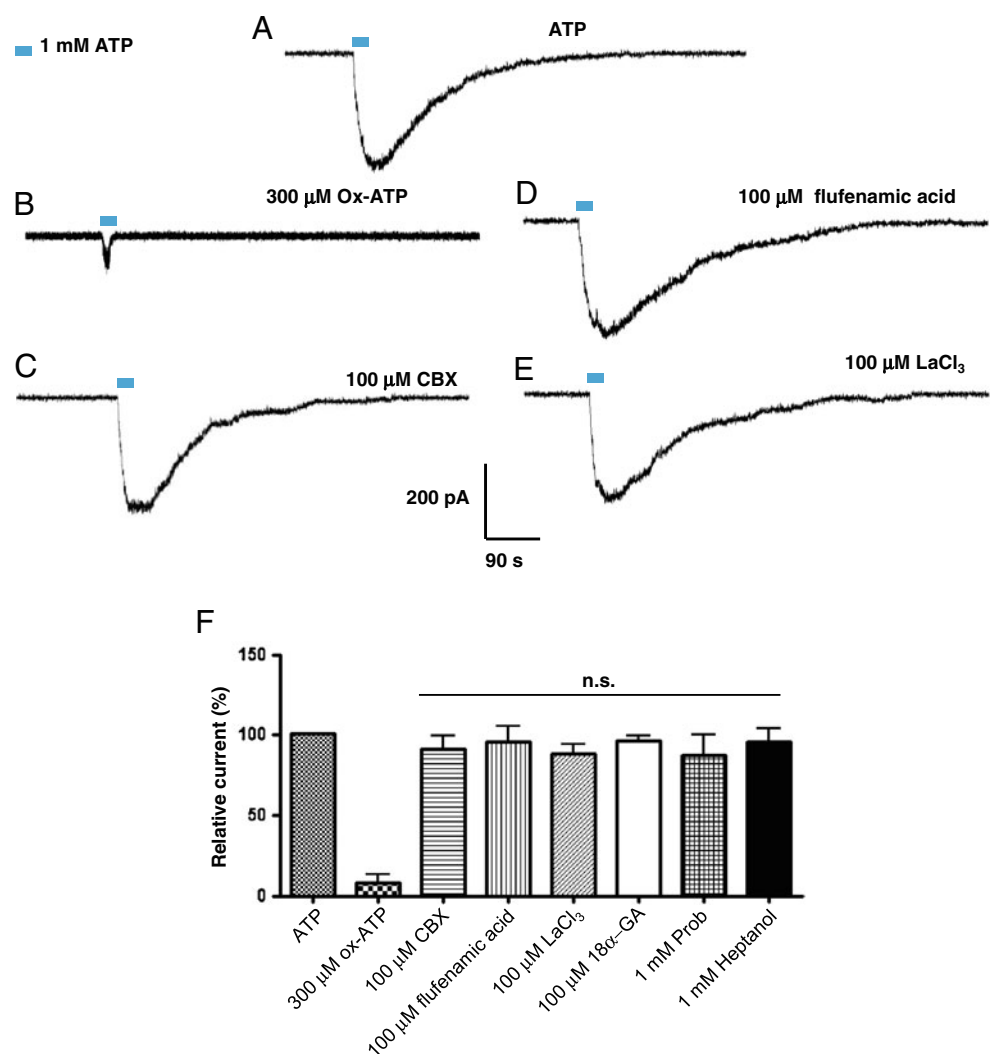 1 mM ATP
A
ATP
B
300 µM Ox-ATP
D
100 µM flufenamic acid
C
100 µM CBX
E
100 µM LaCl₃
200 pA
90 s
F
150
100
50
0
Relative current (%)
n.s.
ATP
300 µM ox-ATP
100 µM CBX
100 µM flufenamic acid
100 µM LaCl₃
100 µM 18α–GA
1 mM Prob
1 mM Heptanol